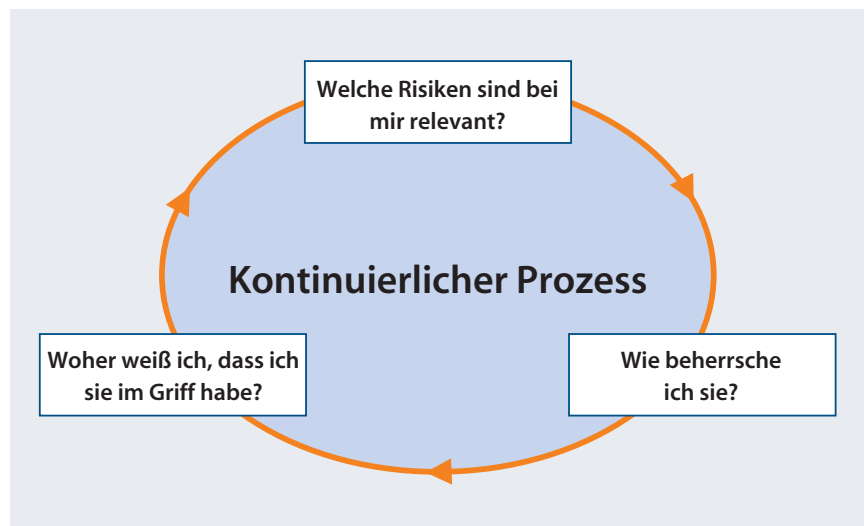 Welche Risiken sind bei
mir relevant?
Kontinuierlicher Prozess
Woher weiß ich, dass ich
sie im Griff habe?
Wie beherrsche
ich sie?